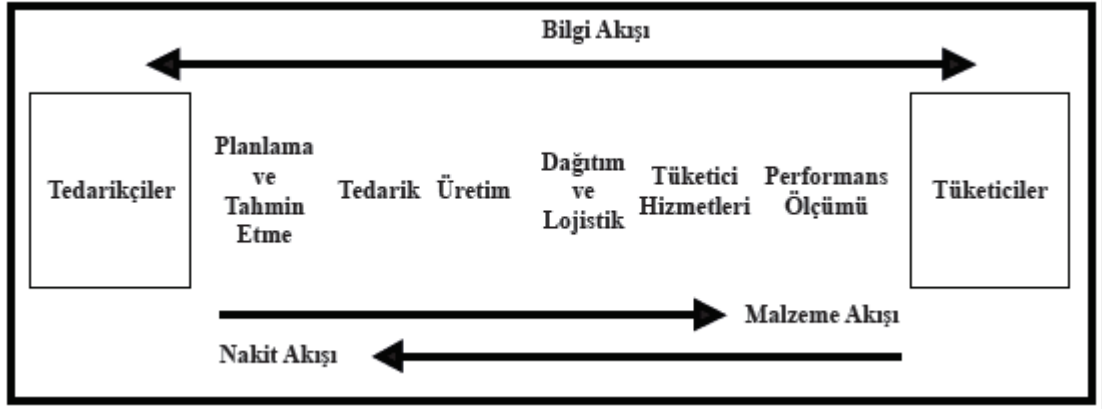 Bilgi Akışı
Tedarikçiler
Planlama
ve
Tahmin
Etme
Tedarik
Üretim
Dağıtım
ve
Lojistik
Tüketici
Hizmetleri
Performans
Ölçümü
Tüketiciler
Malzeme Akışı
Nakit Akışı